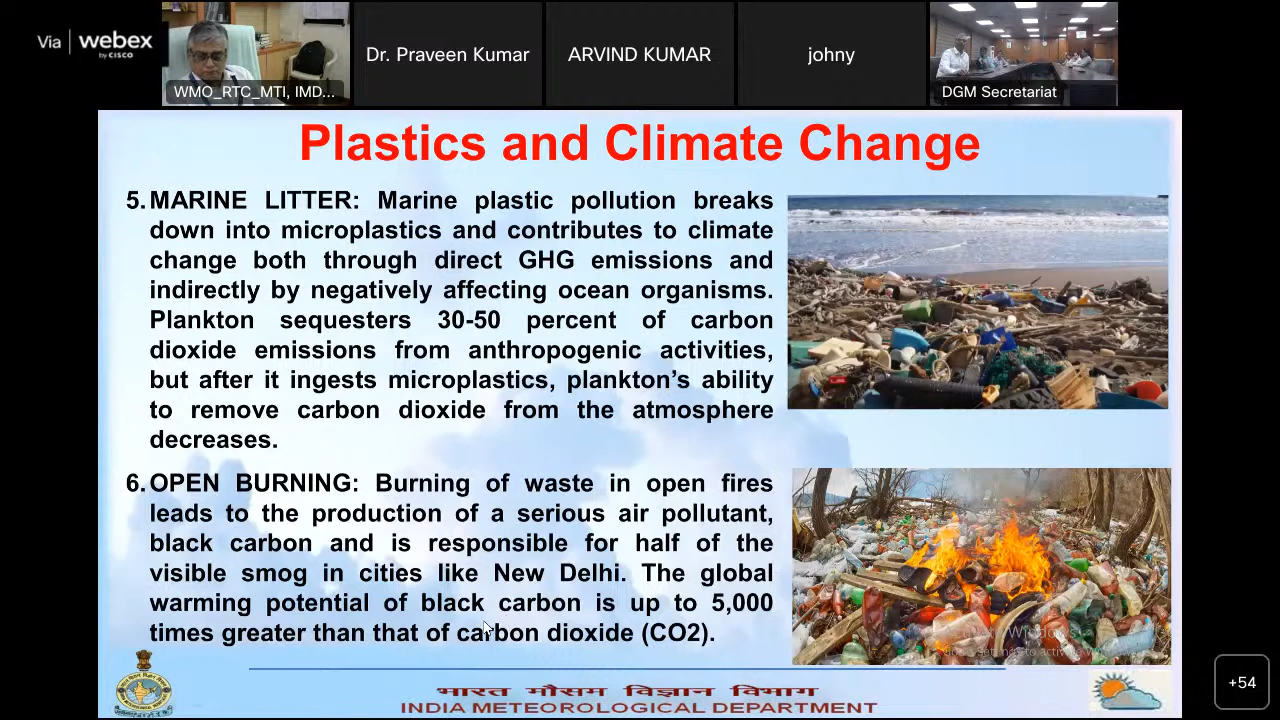 Via webex
by CISCO
WMO_RTC_MTI, IMD...
Dr. Praveen Kumar
ARVIND KUMAR
johny
DGM Secretariat
Plastics and Climate Change
5. MARINE LITTER: Marine plastic pollution breaks
down into microplastics and contributes to climate
change both through direct GHG emissions and
indirectly by negatively affecting ocean organisms.
Plankton sequesters 30-50 percent of carbon
dioxide emissions from anthropogenic activities,
but after it ingests microplastics, plankton’s ability
to remove carbon dioxide from the atmosphere
decreases.
6. OPEN BURNING: Burning of waste in open fires
leads to the production of a serious air pollutant,
black carbon and is responsible for half of the
visible smog in cities like New Delhi. The global
warming potential of black carbon is up to 5,000
times greater than that of carbon dioxide (CO2).
भारत मौसम विज्ञान विभाग
INDIA METEOROLOGICAL DEPARTMENT
+54